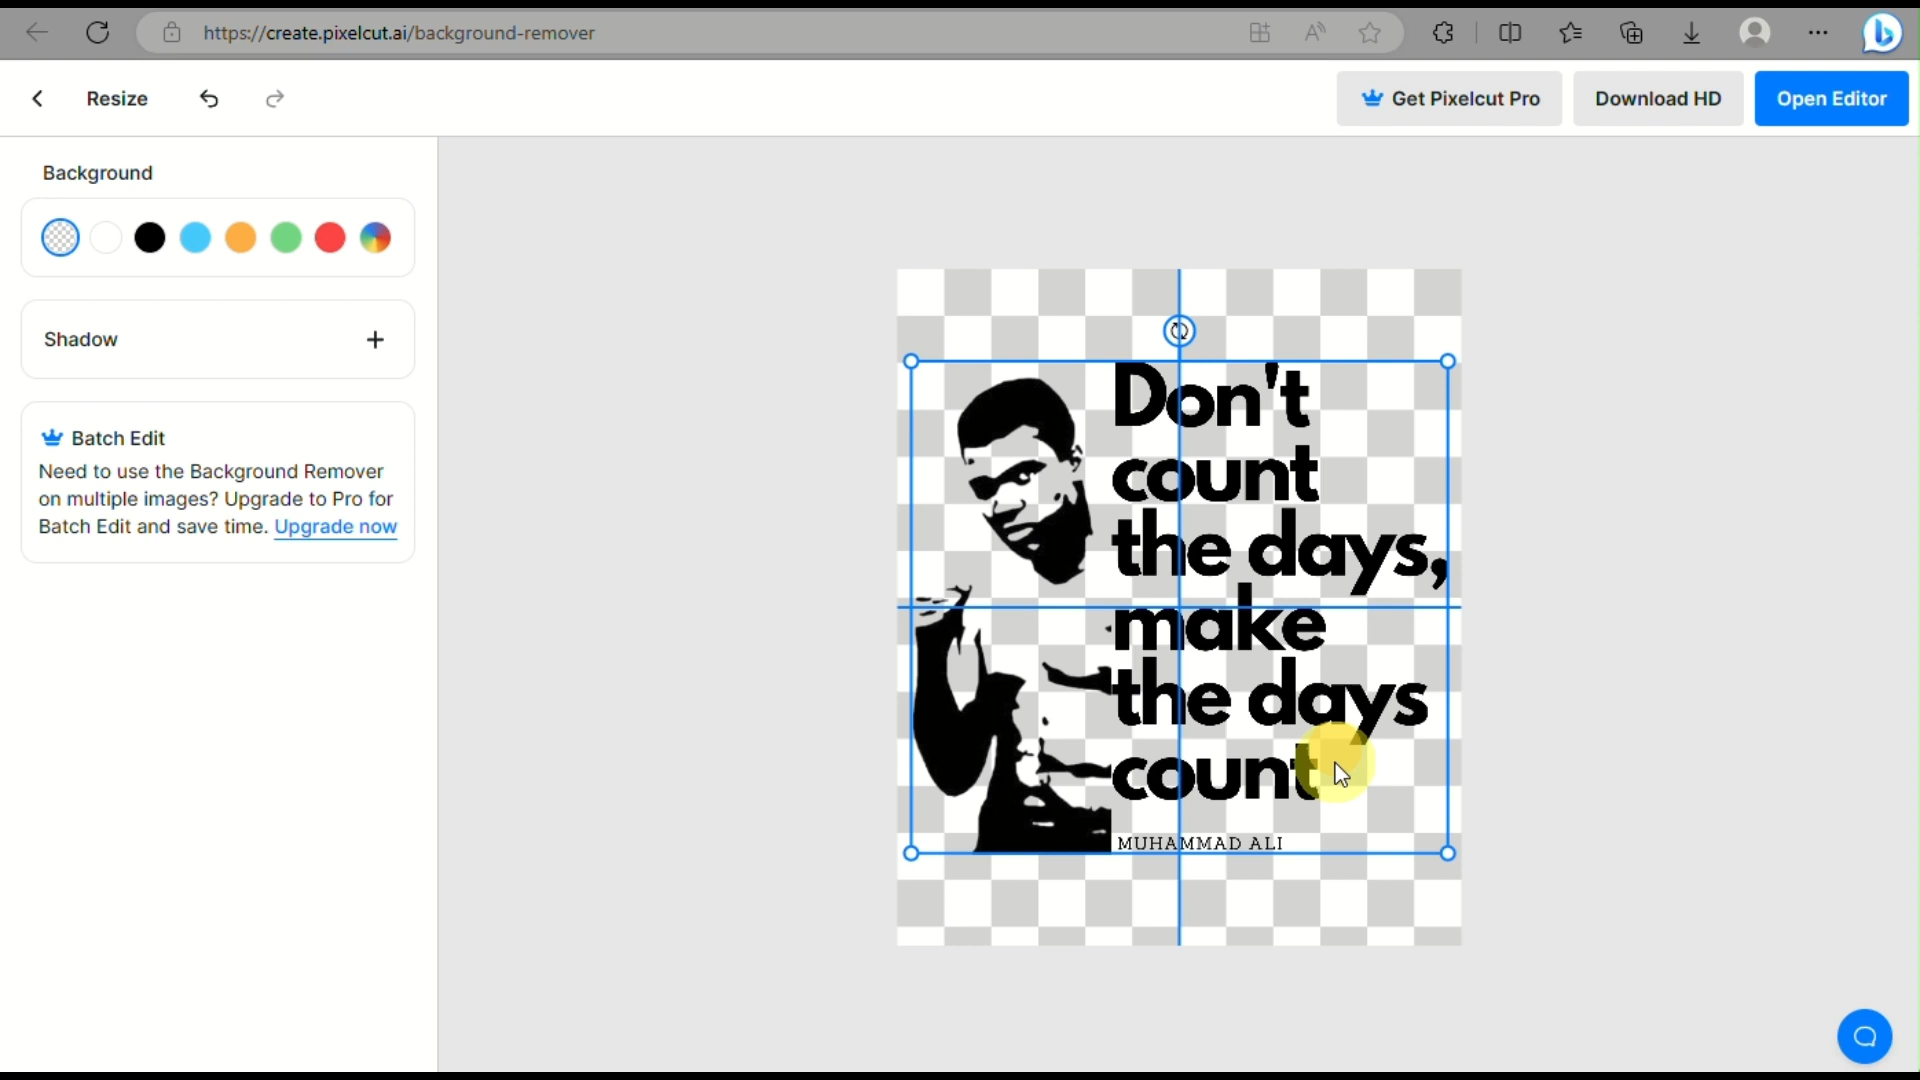 https://create.pixelcut.ai/background-remover
Resize
Get Pixelcut Pro
Download HD
Open Editor
Background
Shadow
Batch Edit
Need to use the Background Remover
on multiple images? Upgrade to Pro for
Batch Edit and save time. Upgrade now
Don't
count
the days,
make
the days
count
MUHAMMAD ALI